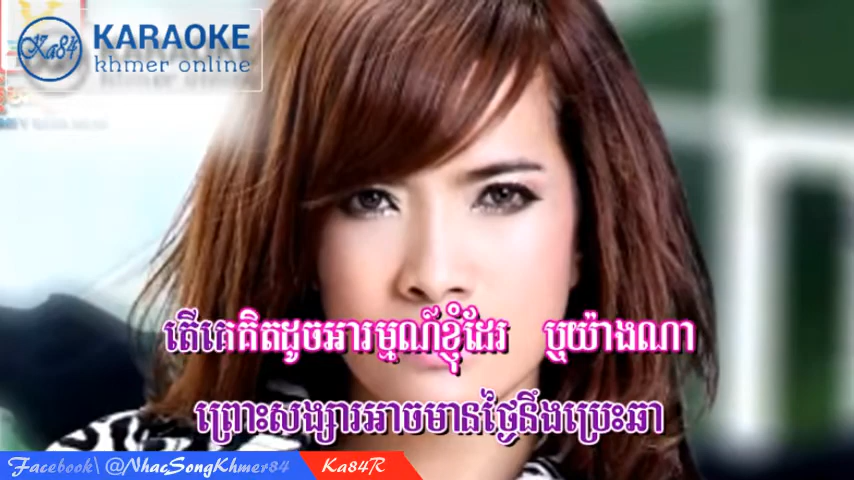 Ka84
KARAOKE
khmer online
តើគេគិតដូចអារម្មណ៍ខ្ញុំដែរ ឬយ៉ាងណា
ព្រោះសង្សារអាចមានថ្ងៃនឹងប្រេះឆា
Facebook\ @NhacSongKhmer84 Ka84R